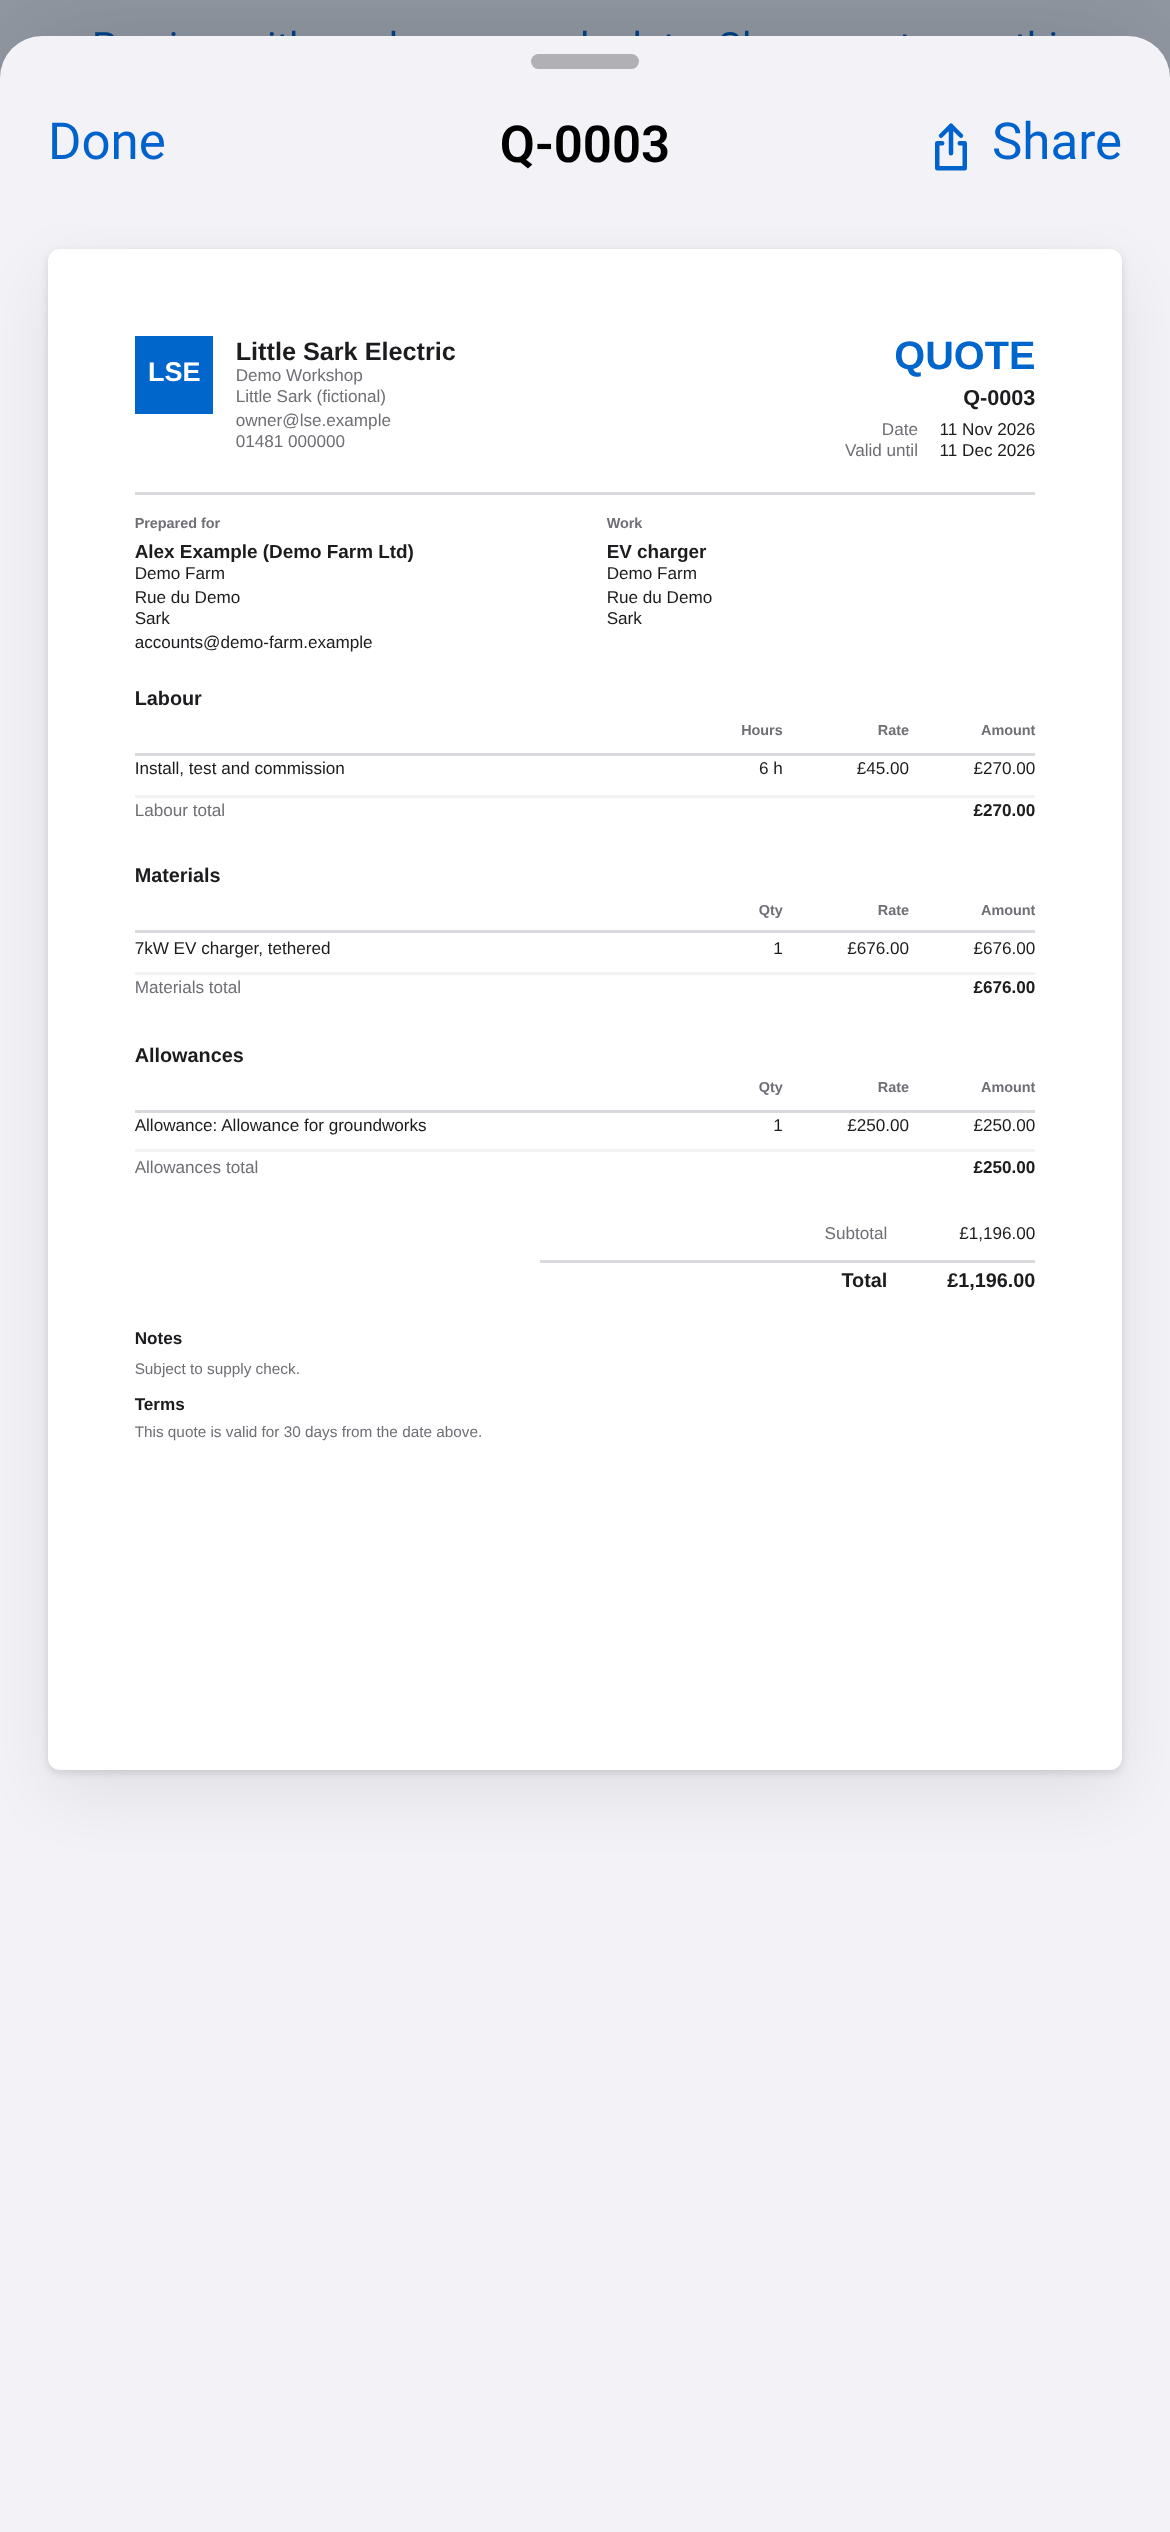 Done
Q-0003
Share
LSE
Little Sark Electric
Demo Workshop
Little Sark (fictional)
owner@lse.example
01481 000000
QUOTE
Q-0003
Date 11 Nov 2026
Valid until 11 Dec 2026
Prepared for
Alex Example (Demo Farm Ltd)
Demo Farm
Rue du Demo
Sark
accounts@demo-farm.example
Work
EV charger
Demo Farm
Rue du Demo
Sark
Labour
Hours Rate Amount
Install, test and commission 6 h £45.00 £270.00
Labour total £270.00
Materials
Qty Rate Amount
7kW EV charger, tethered 1 £676.00 £676.00
Materials total £676.00
Allowances
Qty Rate Amount
Allowance: Allowance for groundworks 1 £250.00 £250.00
Allowances total £250.00
Subtotal £1,196.00
Total £1,196.00
Notes
Subject to supply check.
Terms
This quote is valid for 30 days from the date above.